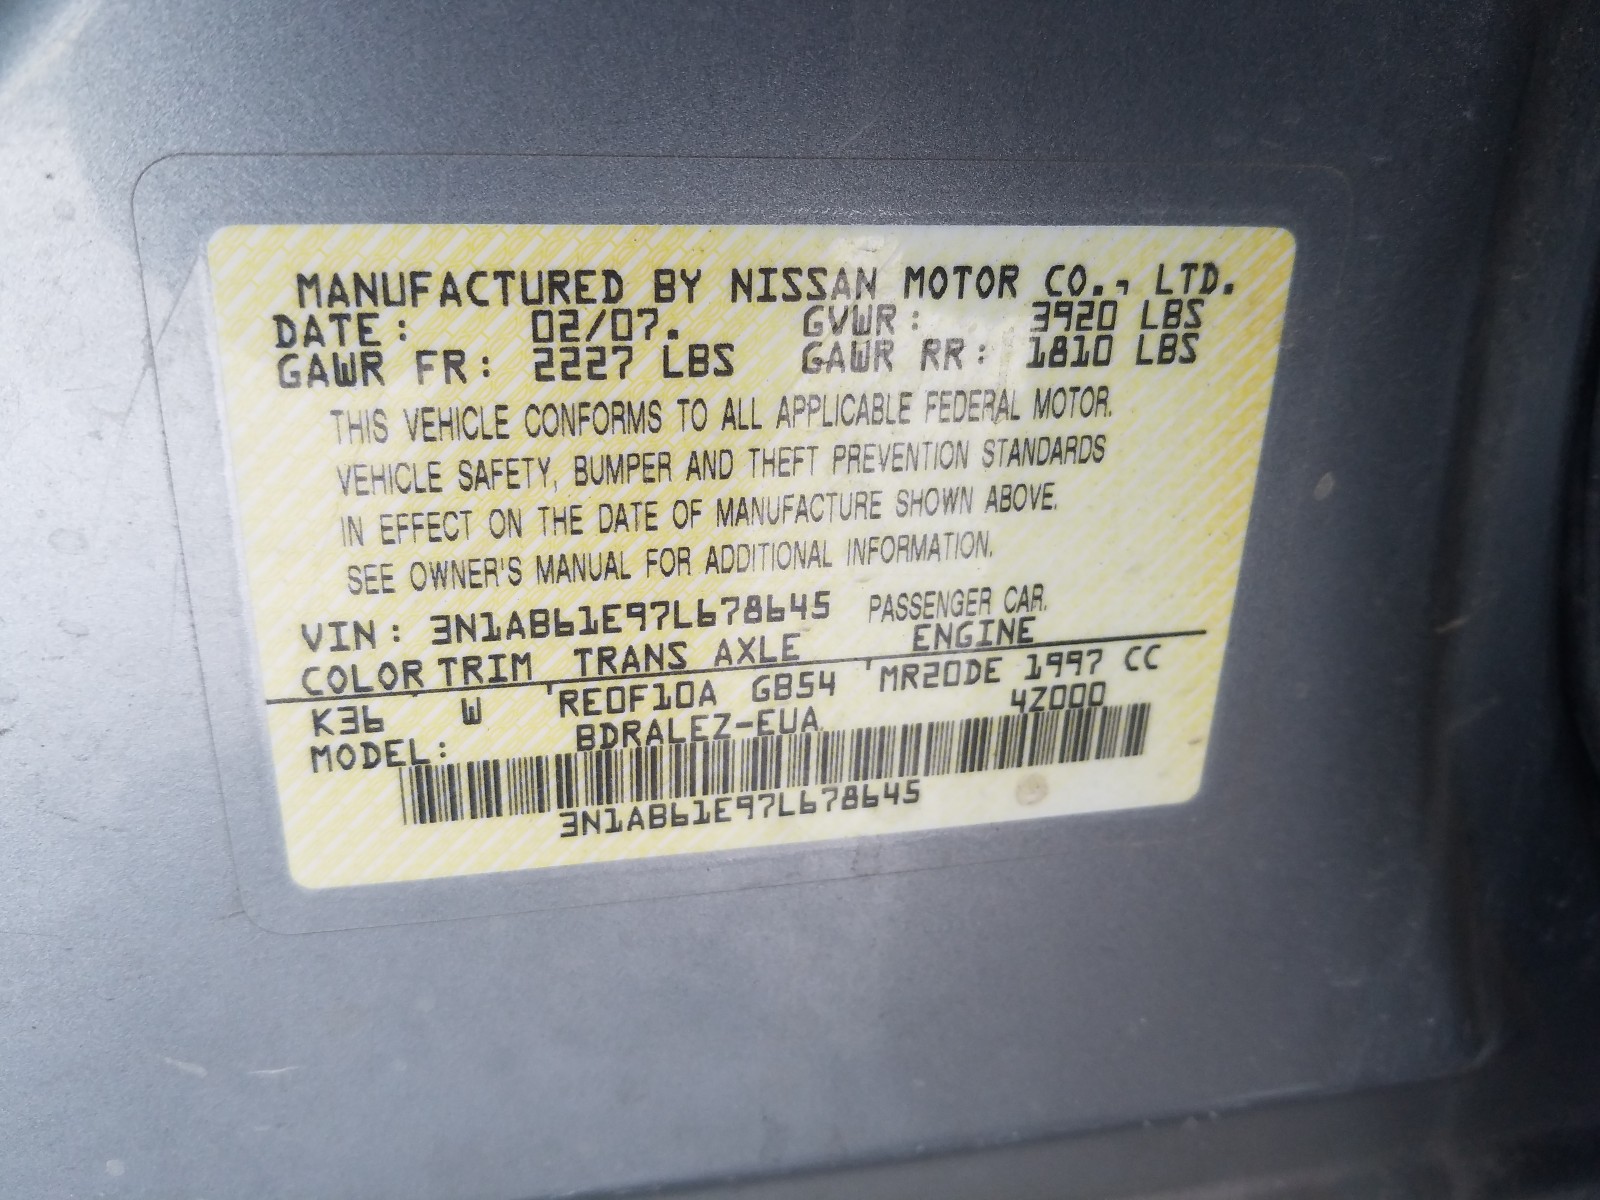 MANUFACTURED BY NISSAN MOTOR CO., LTD.
DATE: 02/07. GVWR: 3920 LBS
GAWR FR: 2227 LBS GAWR RR: 1810 LBS
THIS VEHICLE CONFORMS TO ALL APPLICABLE FEDERAL MOTOR.
VEHICLE SAFETY, BUMPER AND THEFT PREVENTION STANDARDS
IN EFFECT ON THE DATE OF MANUFACTURE SHOWN ABOVE.
SEE OWNER'S MANUAL FOR ADDITIONAL INFORMATION.
VIN: 3N1AB61E97L678645 PASSENGER CAR.
COLOR TRIM TRANS AXLE ENGINE
K36 W RE0F10A GB54 MR20DE 1997 CC
MODEL: BDRALEZ-EUA 4Z000
3N1AB61E97L678645